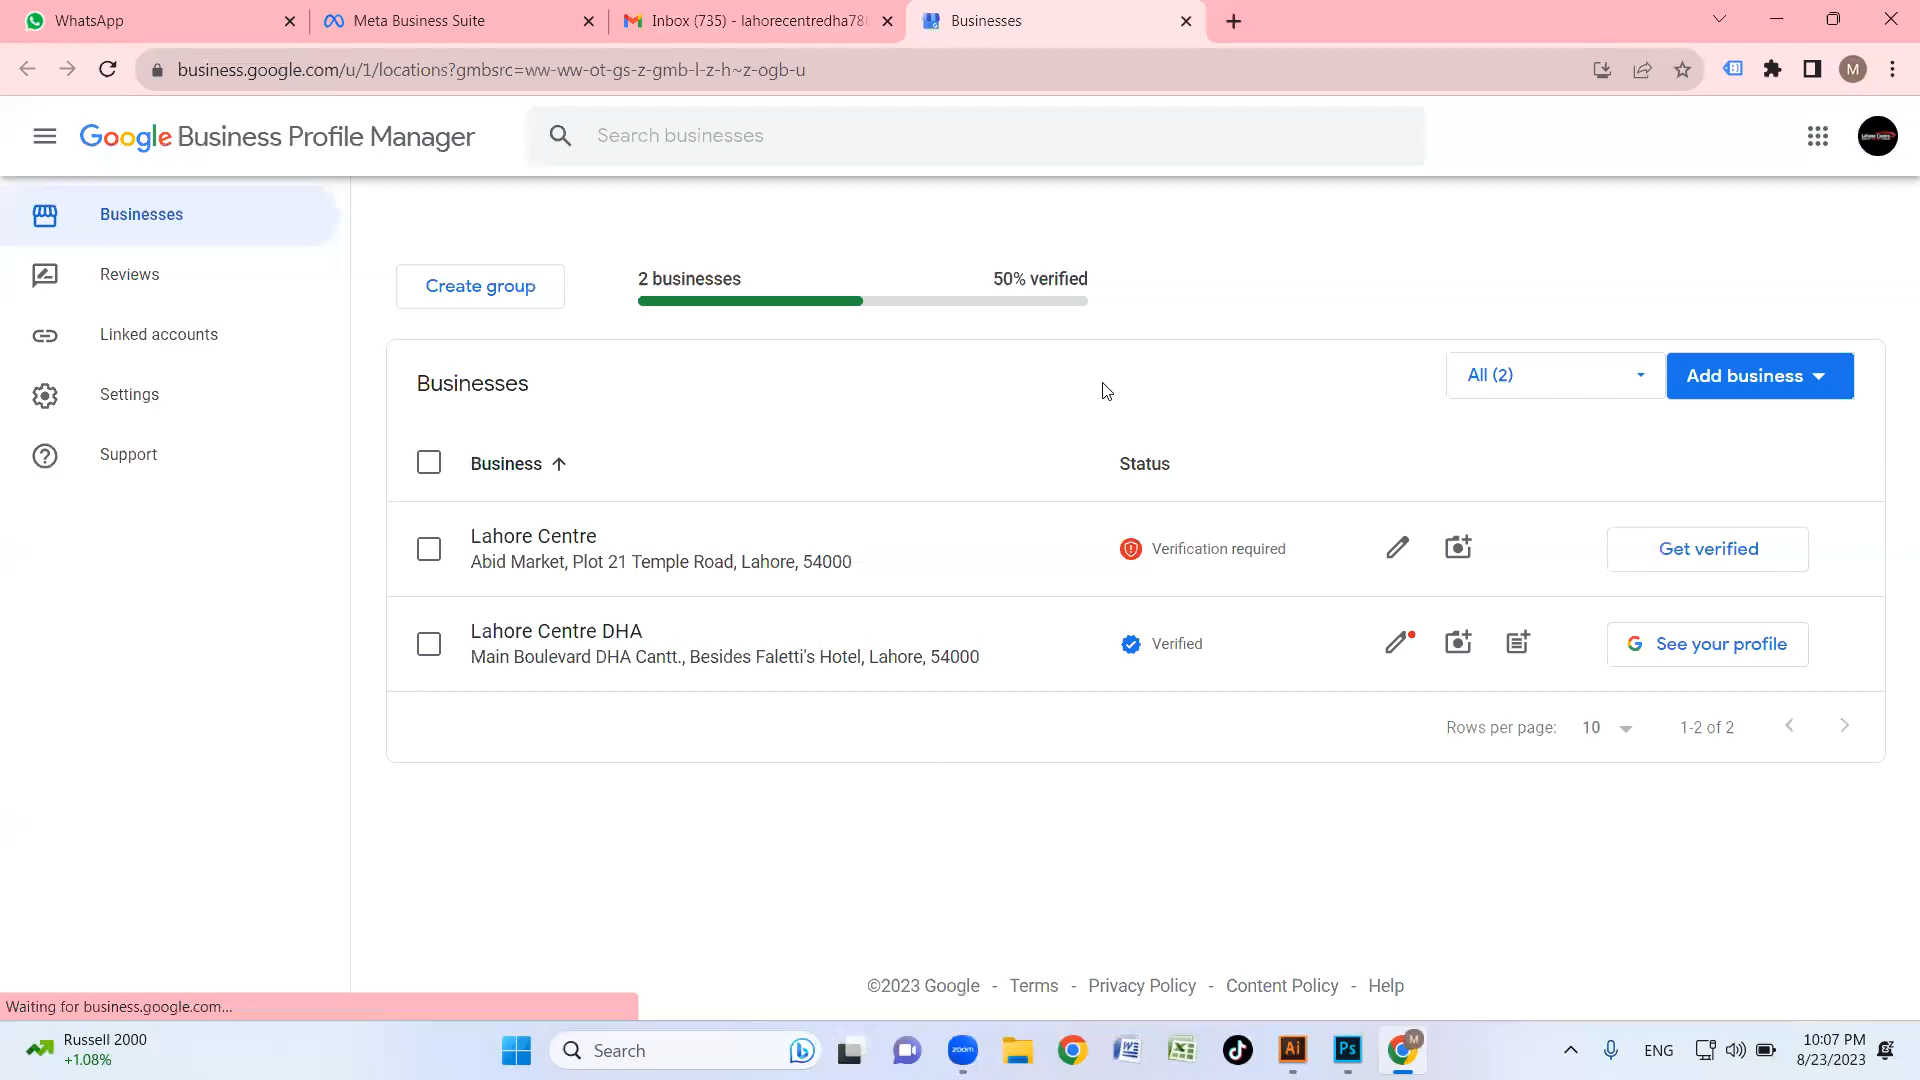 WhatsApp
Meta Business Suite
Inbox (735) - lahorecentredha78
Businesses
business.google.com/u/1/locations?gmbsrc=ww-ww-ot-gs-z-gmb-l-z-h~z-ogb-u
M
Google Business Profile Manager
Search businesses
Businesses
Reviews
Linked accounts
Settings
Support
Create group
2 businesses
50% verified
Businesses
All (2)
Add business
Business
Status
Lahore Centre
Abid Market, Plot 21 Temple Road, Lahore, 54000
Verification required
Get verified
Lahore Centre DHA
Main Boulevard DHA Cantt., Besides Faletti's Hotel, Lahore, 54000
Verified
See your profile
Rows per page: 10
1-2 of 2
©2023 Google - Terms - Privacy Policy - Content Policy - Help
Waiting for business.google.com...
Russell 2000
+1.08%
Search
zoom
Ai
Ps
M
ENG
10:07 PM
8/23/2023